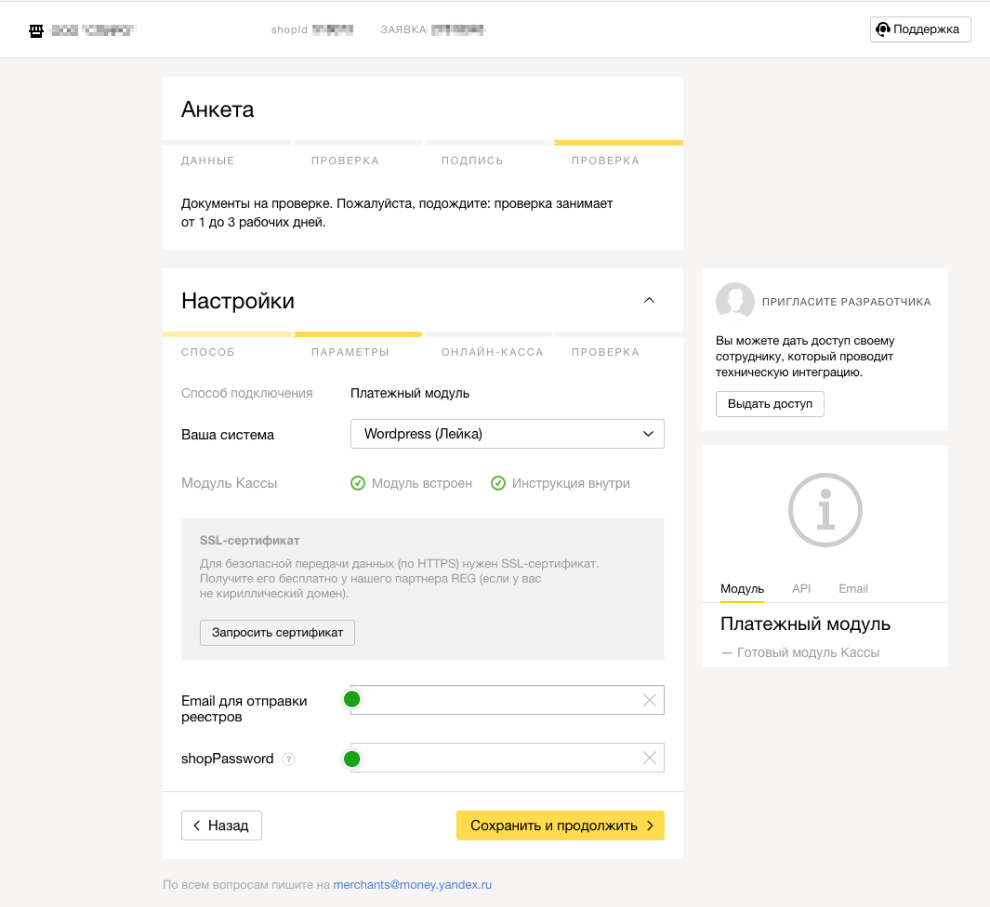 shopId
ЗАЯВКА
Поддержка
Анкета
ДАННЫЕ
ПРОВЕРКА
ПОДПИСЬ
ПРОВЕРКА
Документы на проверке. Пожалуйста, подождите: проверка занимает
от 1 до 3 рабочих дней.
Настройки
СПОСОБ
ПАРАМЕТРЫ
ОНЛАЙН-КАССА
ПРОВЕРКА
Способ подключения
Платежный модуль
Ваша система
Wordpress (Лейка)
Модуль Кассы
Модуль встроен
Инструкция внутри
SSL-сертификат
Для безопасной передачи данных (по HTTPS) нужен SSL-сертификат.
Получите его бесплатно у нашего партнера REG (если у вас
не кириллический домен).
Запросить сертификат
Email для отправки
реестров
shopPassword ?
Назад
Сохранить и продолжить
По всем вопросам пишите на merchants@money.yandex.ru
ПРИГЛАСИТЕ РАЗРАБОТЧИКА
Вы можете дать доступ своему
сотруднику, который проводит
техническую интеграцию.
Выдать доступ
Модуль
API
Email
Платежный модуль
— Готовый модуль Кассы